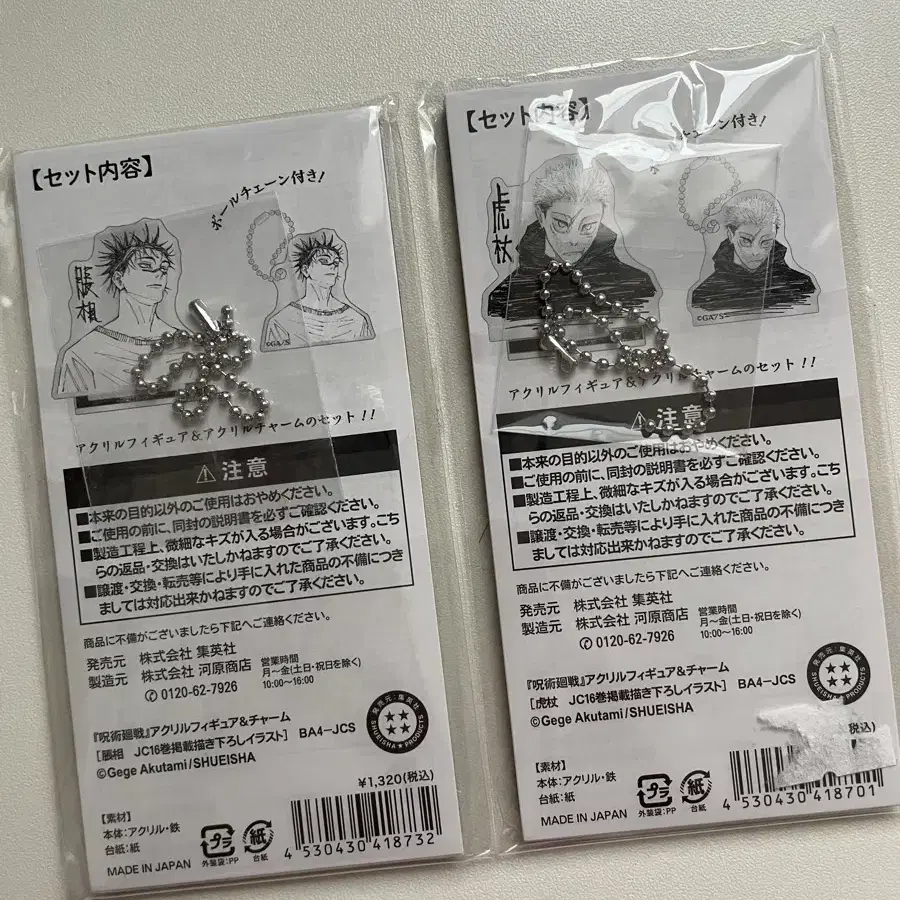 【セット内容】
ボールチェーン付き!
脹相
©GA/S
アクリルフィギュア&アクリルチャームのセット!!
⚠注意
■本来の目的以外のご使用はおやめください。
■ご使用の前に、同封の説明書を必ずご確認ください。
■製造工程上、微細なキズが入る場合がございます。こち
らの返品・交換はいたしかねますのでご了承ください。
■譲渡・交換・転売等により手に入れた商品の不備につき
ましては対応出来かねますのでご了承ください。
商品に不備がございましたら下記へご連絡ください。
発売元 株式会社 集英社
製造元 株式会社 河原商店
✆0120-62-7926
営業時間
月〜金(土日・祝日を除く)
10:00〜16:00
『呪術廻戦』アクリルフィギュア&チャーム
[脹相 JC16巻掲載描き下ろしイラスト] BA4-JCS
©Gege Akutami/SHUEISHA
発売元:集英社
SHUEISHA★PRODUCTS
¥1,320(税込)
【素材】
本体:アクリル・鉄
台紙:紙
MADE IN JAPAN
プラ
外装袋:PP
紙
台紙
4 530430 418732
【セット内容】
チェーン付き!
虎杖
©GA/S
アクリルフィギュア&アクリルチャームのセット!!
⚠注意
■本来の目的以外のご使用はおやめください。
■ご使用の前に、同封の説明書を必ずご確認ください。
■製造工程上、微細なキズが入る場合がございます。こち
らの返品・交換はいたしかねますのでご了承ください。
■譲渡・交換・転売等により手に入れた商品の不備につき
ましては対応出来かねますのでご了承ください。
商品に不備がございましたら下記へご連絡ください。
発売元 株式会社 集英社
製造元 株式会社 河原商店
✆0120-62-7926
営業時間
月〜金(土日・祝日を除く)
10:00〜16:00
『呪術廻戦』アクリルフィギュア&チャーム
[虎杖 JC16巻掲載描き下ろしイラスト] BA4-JCS
©Gege Akutami/SHUEISHA
発売元:集英社
SHUEISHA★PRODUCTS
【素材】
本体:アクリル・鉄
台紙:紙
MADE IN JAPAN
プラ
外装袋:PP
紙
台紙
4 530430 418701